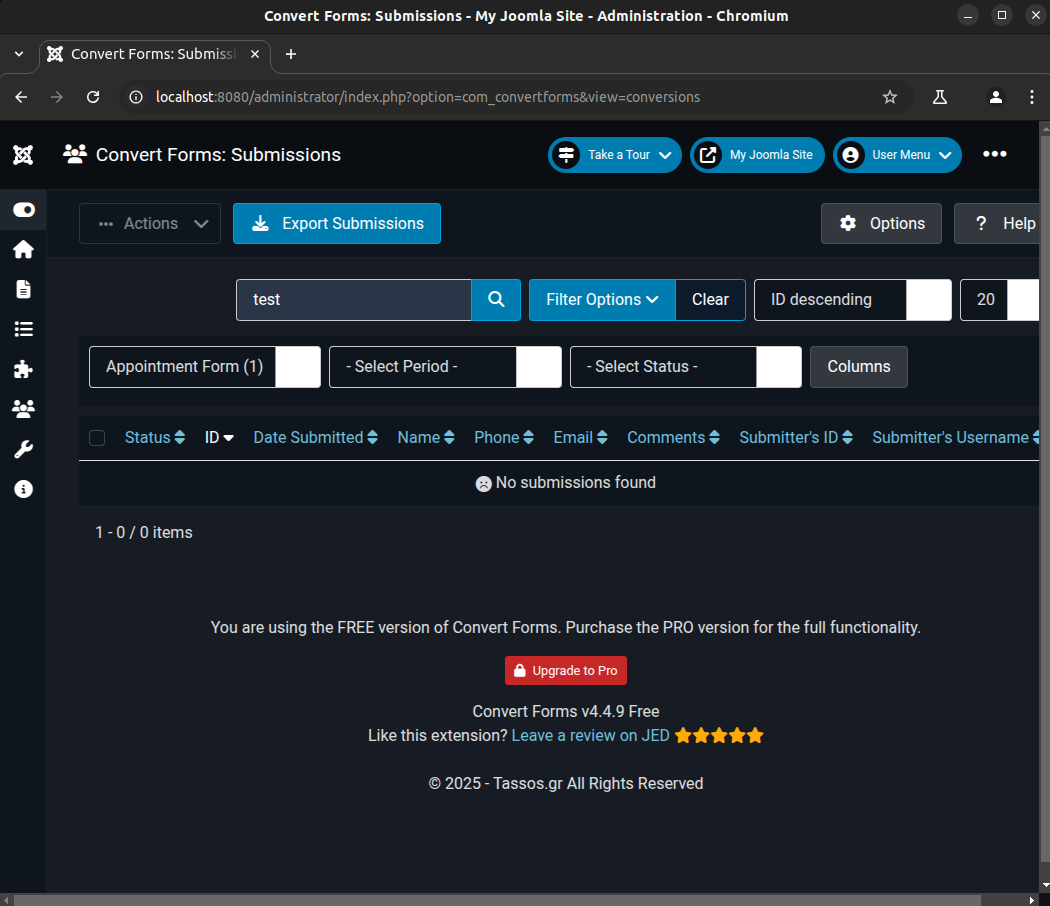 Convert Forms: Submissions - My Joomla Site - Administration - Chromium
Convert Forms: Submissi
localhost:8080/administrator/index.php?option=com_convertforms&view=conversions
Convert Forms: Submissions
Take a Tour
My Joomla Site
User Menu
Actions
Export Submissions
Options
Help
test
Filter Options
Clear
ID descending
20
Appointment Form (1)
- Select Period -
- Select Status -
Columns
Status
ID
Date Submitted
Name
Phone
Email
Comments
Submitter's ID
Submitter's Username
No submissions found
1 - 0 / 0 items
You are using the FREE version of Convert Forms. Purchase the PRO version for the full functionality.
Upgrade to Pro
Convert Forms v4.4.9 Free
Like this extension? Leave a review on JED
© 2025 - Tassos.gr All Rights Reserved